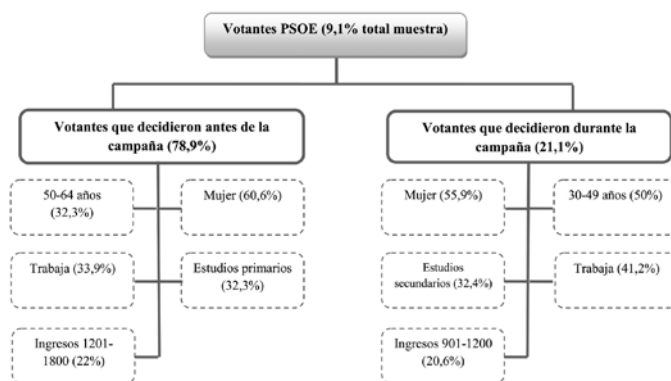 Votantes PSOE (9,1% total muestra)
Votantes que decidieron antes de la
campaña (78,9%)
50-64 años
(32,3%)
Mujer (60,6%)
Trabaja (33,9%)
Estudios primarios
(32,3%)
Ingresos 1201-
1800 (22%)
Votantes que decidieron durante la
campaña (21,1%)
Mujer (55,9%)
30-49 años (50%)
Estudios
secundarios (32,4%)
Trabaja (41,2%)
Ingresos 901-1200
(20,6%)